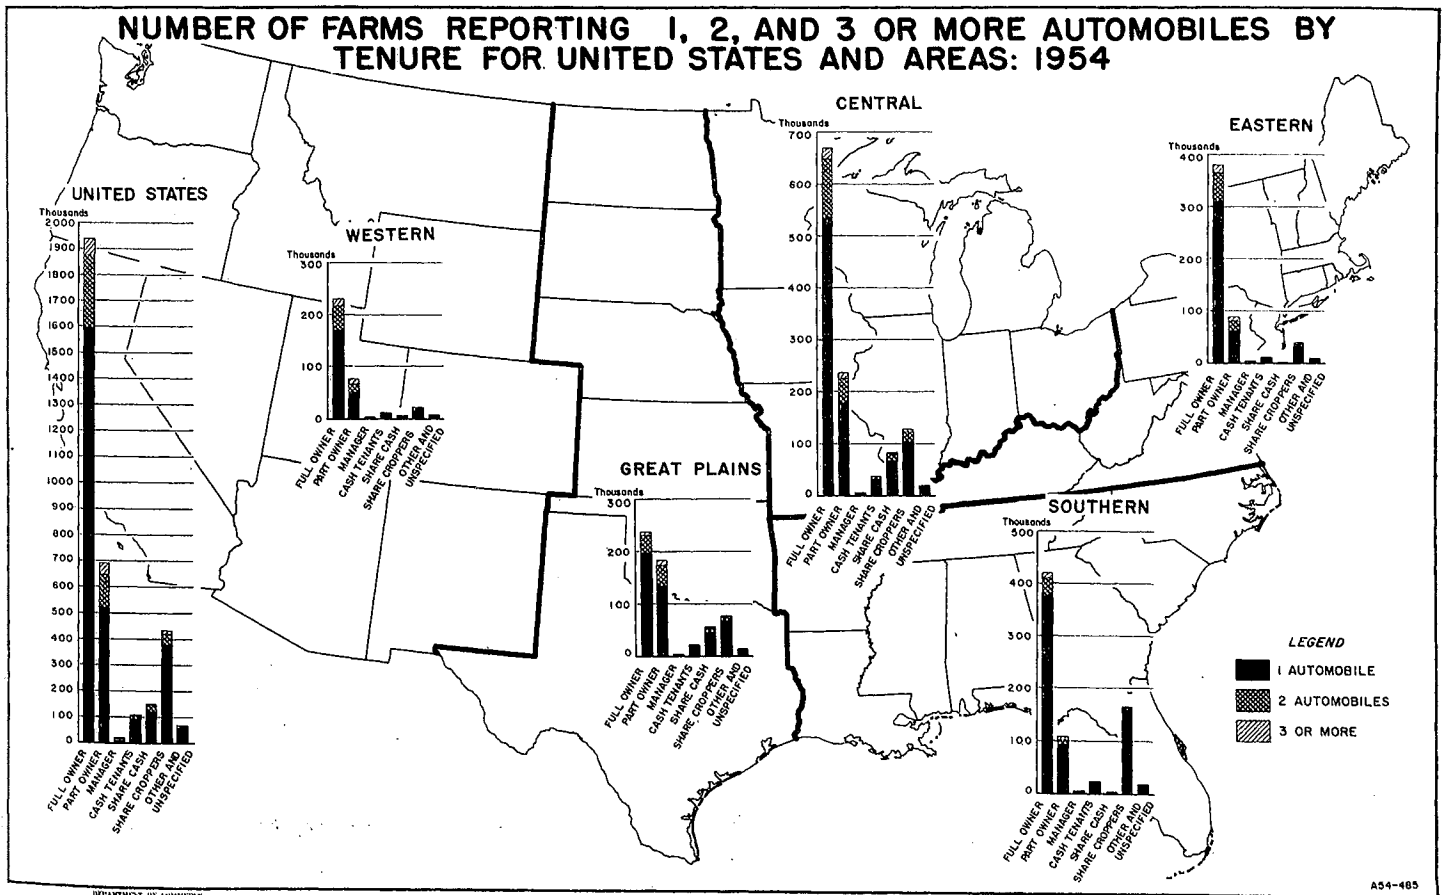 NUMBER OF FARMS REPORTING 1, 2, AND 3 OR MORE AUTOMOBILES BY
TENURE FOR UNITED STATES AND AREAS: 1954
UNITED STATES
Thousands
2000
1900
1800
1700
1600
1500
1400
1300
1200
1100
1000
900
800
700
600
500
400
300
200
100
0
FULL OWNER
PART OWNER
MANAGER
CASH TENANTS
SHARE CASH
SHARE CROPPERS
OTHER AND
UNSPECIFIED
WESTERN
Thousands
300
200
100
0
FULL OWNER
PART OWNER
MANAGER
CASH TENANTS
SHARE CASH
SHARE CROPPERS
OTHER AND
UNSPECIFIED
GREAT PLAINS
Thousands
300
200
100
0
FULL OWNER
PART OWNER
MANAGER
CASH TENANTS
SHARE CASH
SHARE CROPPERS
OTHER AND
UNSPECIFIED
CENTRAL
Thousands
700
600
500
400
300
200
100
0
FULL OWNER
PART OWNER
MANAGER
CASH TENANTS
SHARE CASH
SHARE CROPPERS
OTHER AND
UNSPECIFIED
EASTERN
Thousands
400
300
200
100
0
FULL OWNER
PART OWNER
MANAGER
CASH TENANTS
SHARE CASH
SHARE CROPPERS
OTHER AND
UNSPECIFIED
SOUTHERN
Thousands
500
400
300
200
100
0
FULL OWNER
PART OWNER
MANAGER
CASH TENANTS
SHARE CASH
SHARE CROPPERS
OTHER AND
UNSPECIFIED
LEGEND
1 AUTOMOBILE
2 AUTOMOBILES
3 OR MORE
A54-485